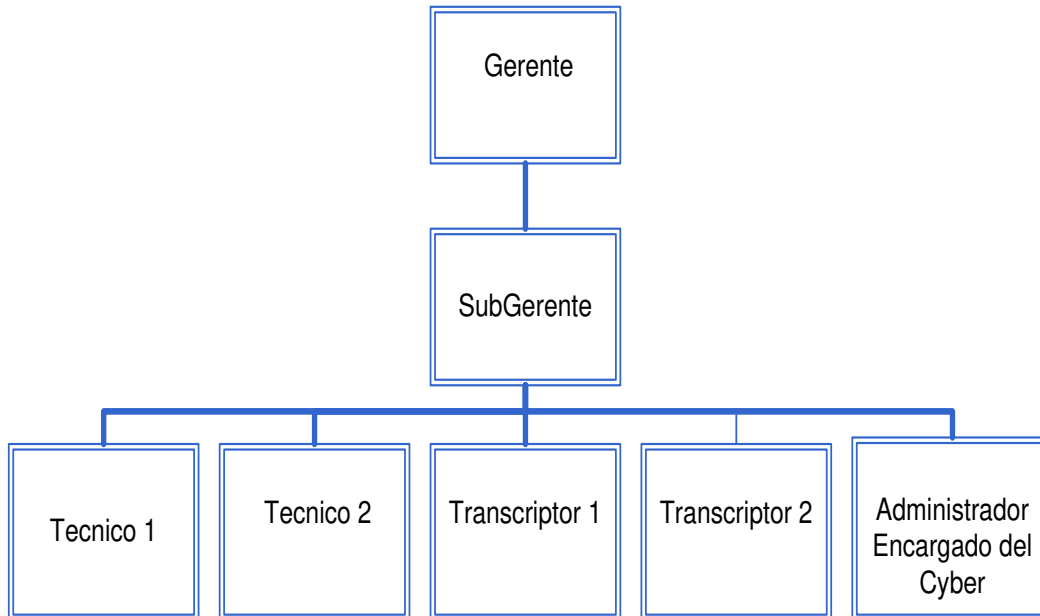 Gerente
SubGerente
Tecnico 1
Tecnico 2
Transcriptor 1
Transcriptor 2
Administrador
Encargado del
Cyber